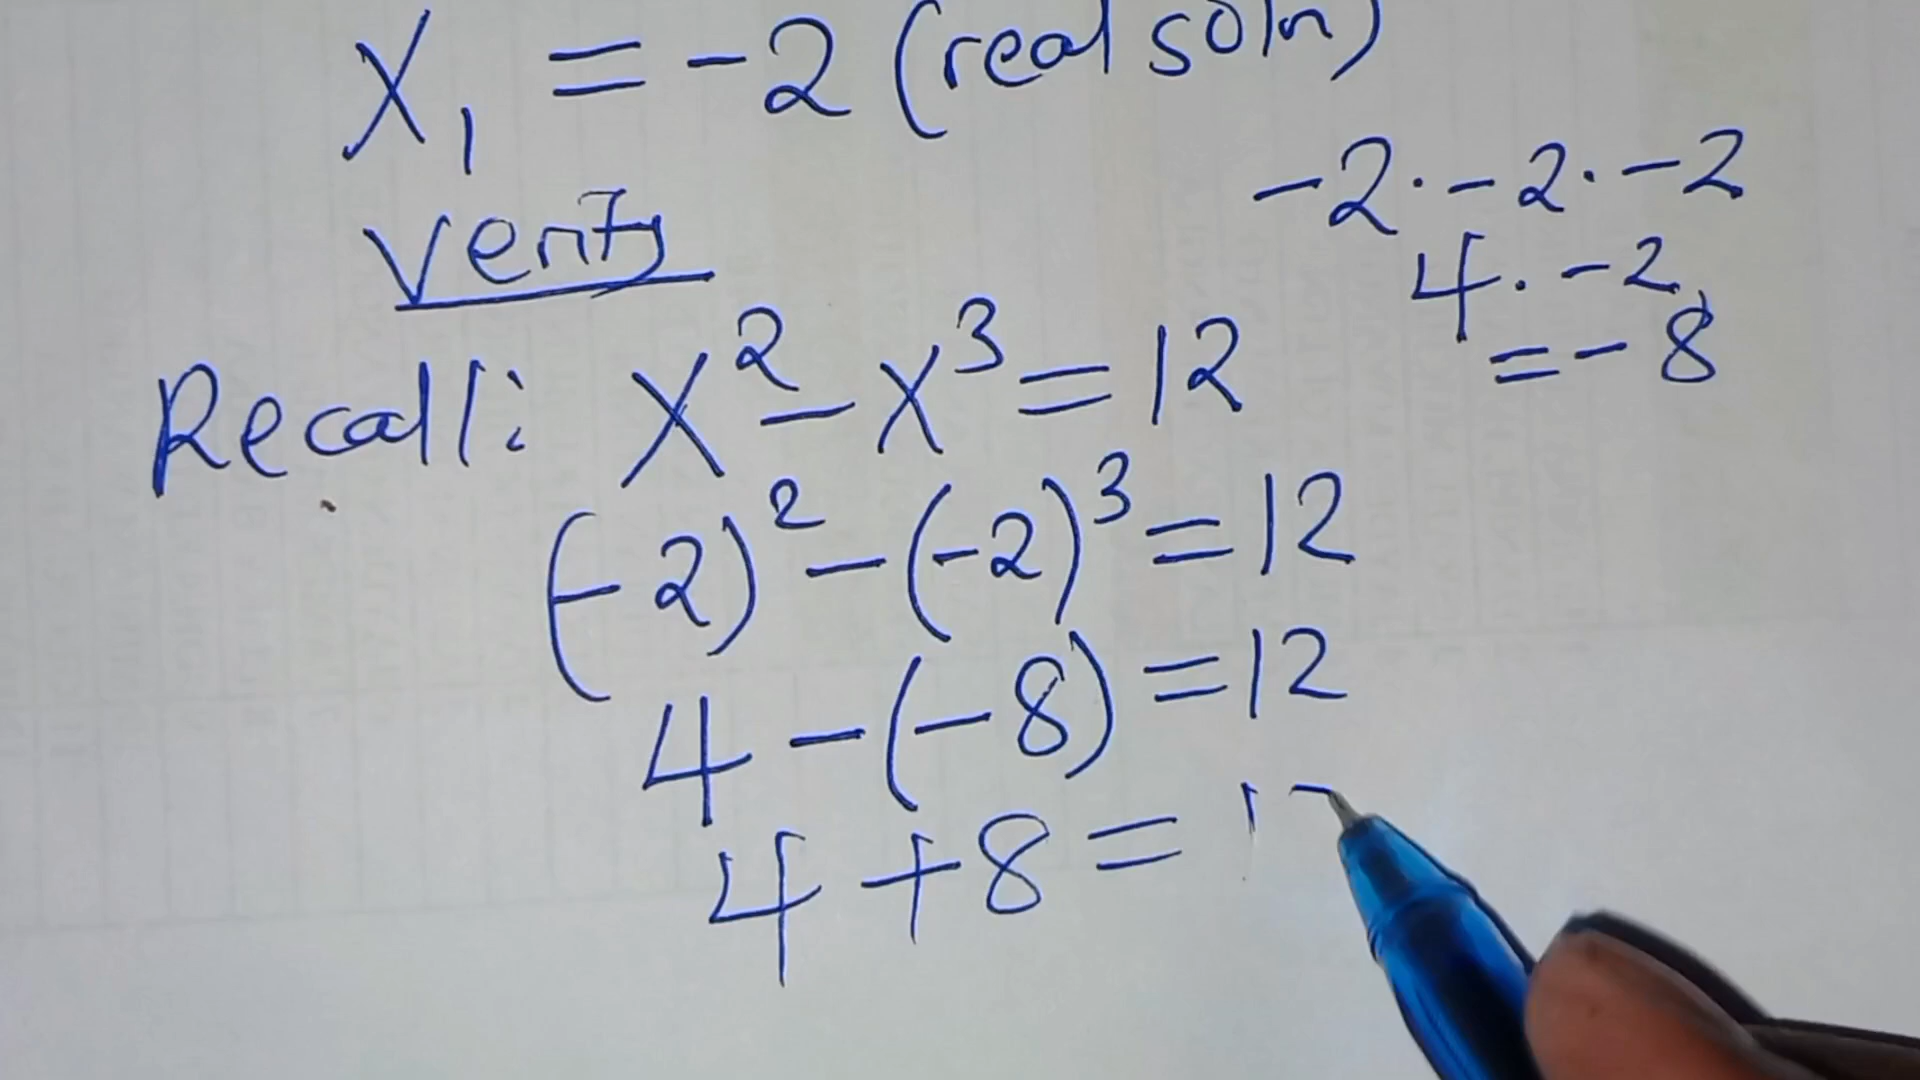 X₁ = -2 (real soln)
Verify
-2 · -2 · -2
4 · -2
= -8
Recall: X² - X³ = 12
(-2)² - (-2)³ = 12
4 - (-8) = 12
4 + 8 =